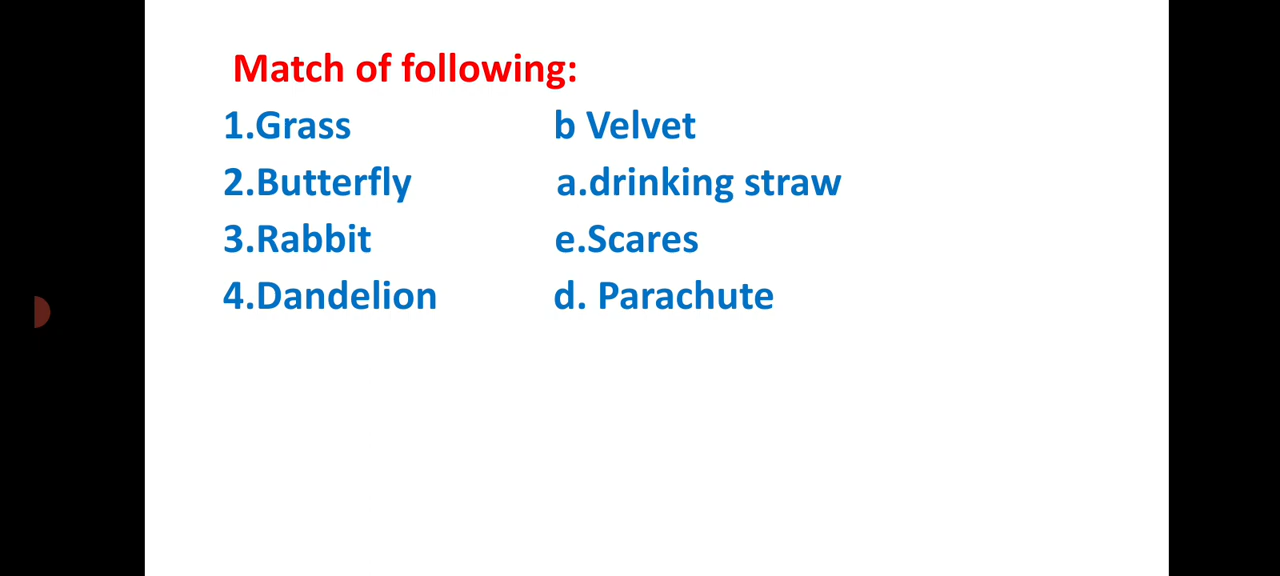 Match of following:
1.Grass b Velvet
2.Butterfly a.drinking straw
3.Rabbit e.Scares
4.Dandelion d. Parachute